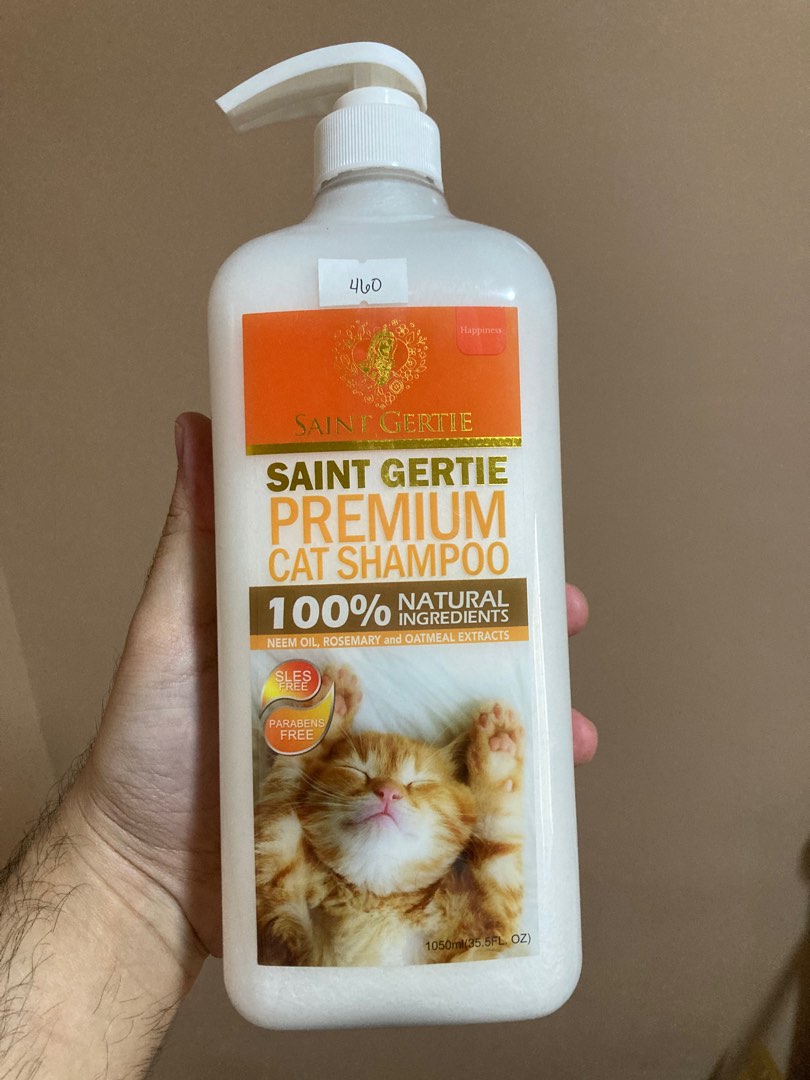 460
Happiness
SAINT GERTIE
SAINT GERTIE
PREMIUM
CAT SHAMPOO
100% NATURAL
INGREDIENTS
NEEM OIL, ROSEMARY and OATMEAL EXTRACTS
SLES
FREE
PARABENS
FREE
1050ml(35.5FL. OZ)